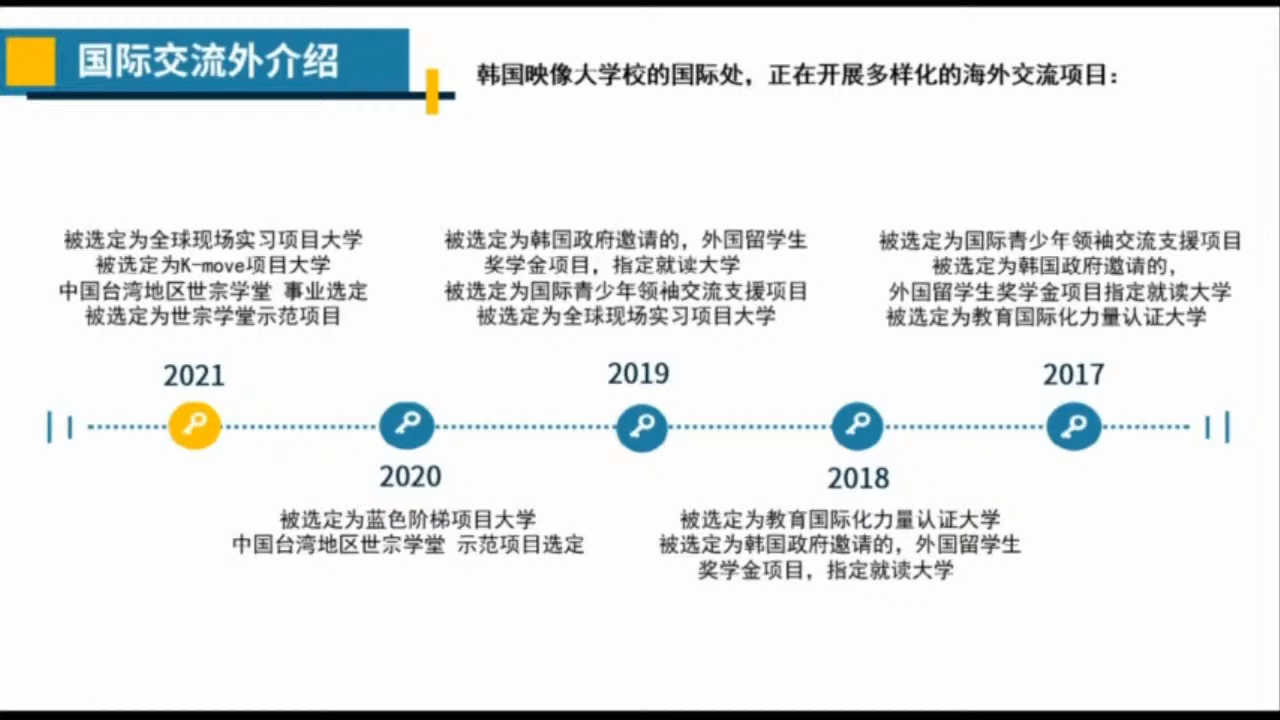 国际交流外介绍
韩国映像大学校的国际处，正在开展多样化的海外交流项目：
被选定为全球现场实习项目大学
被选定为K-move项目大学
中国台湾地区世宗学堂 事业选定
被选定为世宗学堂示范项目
2021
被选定为韩国政府邀请的，外国留学生
奖学金项目，指定就读大学
被选定为国际青少年领袖交流支援项目
被选定为全球现场实习项目大学
2019
被选定为国际青少年领袖交流支援项目
被选定为韩国政府邀请的，
外国留学生奖学金项目指定就读大学
被选定为教育国际化力量认证大学
2017
2020
被选定为蓝色阶梯项目大学
中国台湾地区世宗学堂 示范项目选定
2018
被选定为教育国际化力量认证大学
被选定为韩国政府邀请的，外国留学生
奖学金项目，指定就读大学